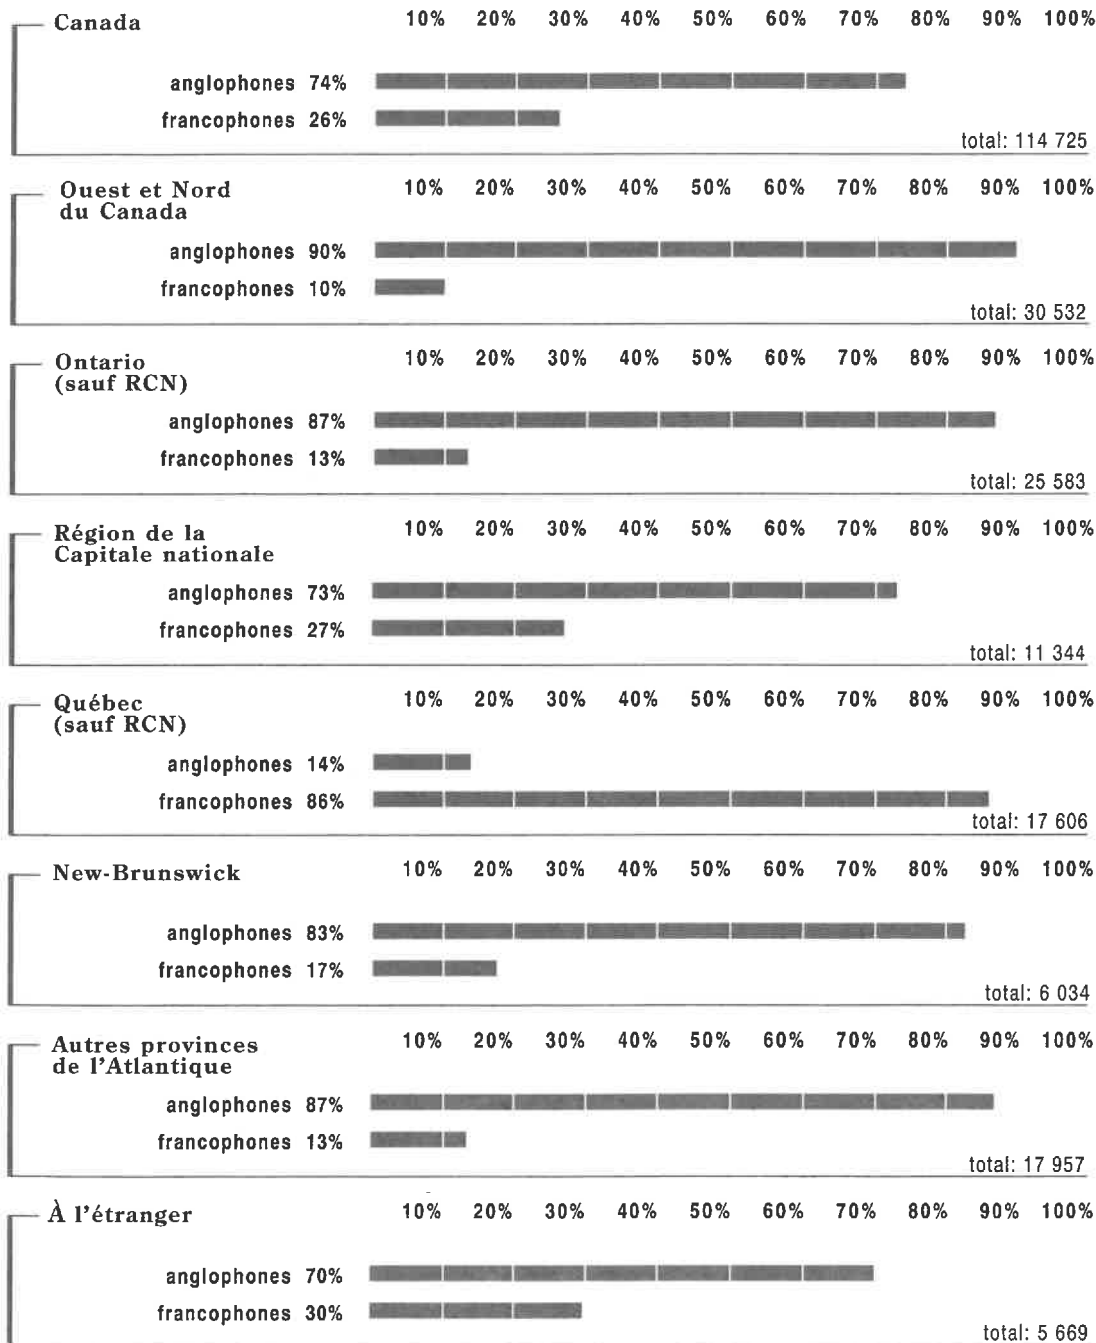 Canada 10% 20% 30% 40% 50% 60% 70% 80% 90% 100%
anglophones 74%
francophones 26%
total: 114 725
Ouest et Nord 10% 20% 30% 40% 50% 60% 70% 80% 90% 100%
du Canada
anglophones 90%
francophones 10%
total: 30 532
Ontario 10% 20% 30% 40% 50% 60% 70% 80% 90% 100%
(sauf RCN)
anglophones 87%
francophones 13%
total: 25 583
Région de la 10% 20% 30% 40% 50% 60% 70% 80% 90% 100%
Capitale nationale
anglophones 73%
francophones 27%
total: 11 344
Québec 10% 20% 30% 40% 50% 60% 70% 80% 90% 100%
(sauf RCN)
anglophones 14%
francophones 86%
total: 17 606
New-Brunswick 10% 20% 30% 40% 50% 60% 70% 80% 90% 100%
anglophones 83%
francophones 17%
total: 6 034
Autres provinces 10% 20% 30% 40% 50% 60% 70% 80% 90% 100%
de l'Atlantique
anglophones 87%
francophones 13%
total: 17 957
À l'étranger 10% 20% 30% 40% 50% 60% 70% 80% 90% 100%
anglophones 70%
francophones 30%
total: 5 669